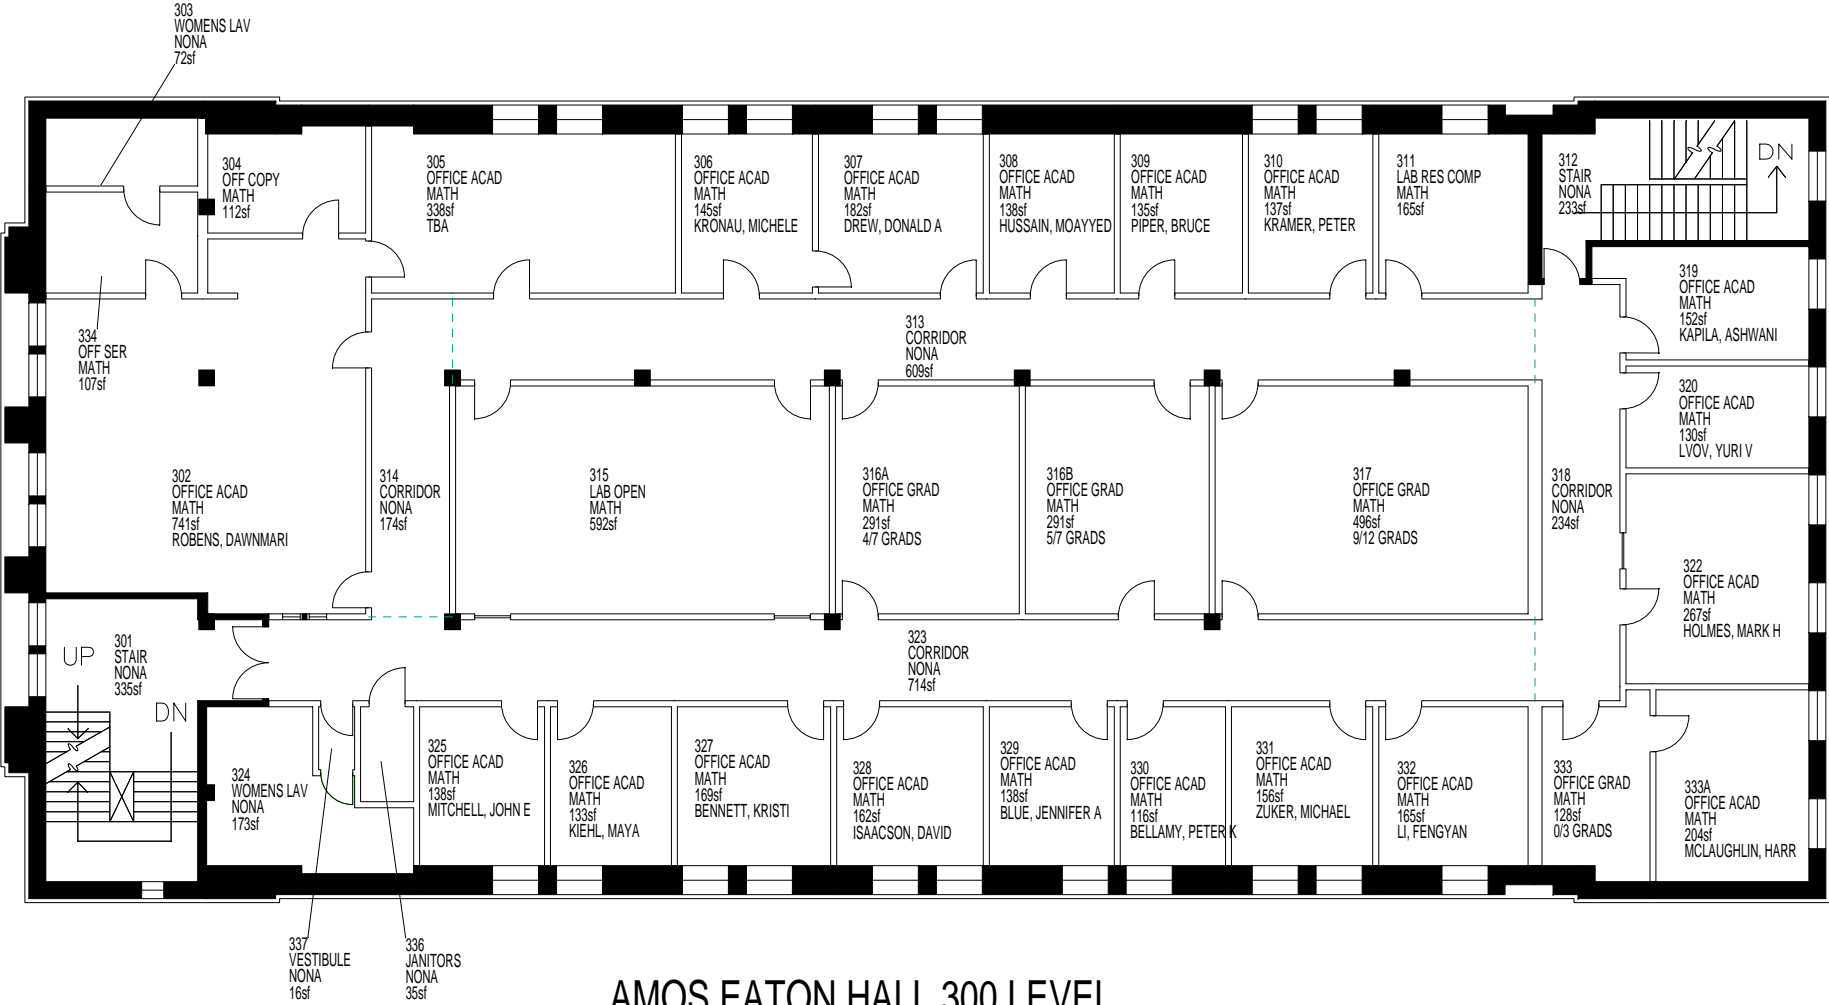 303
WOMENS LAV
NONA
72sf
304
OFF COPY
MATH
112sf
305
OFFICE ACAD
MATH
338sf
TBA
306
OFFICE ACAD
MATH
145sf
KRONAU, MICHELE
307
OFFICE ACAD
MATH
182sf
DREW, DONALD A
308
OFFICE ACAD
MATH
138sf
HUSSAIN, MOAYYED
309
OFFICE ACAD
MATH
135sf
PIPER, BRUCE
310
OFFICE ACAD
MATH
137sf
KRAMER, PETER
311
LAB RES COMP
MATH
165sf
312
STAIR
NONA
233sf
DN
319
OFFICE ACAD
MATH
152sf
KAPILA, ASHWANI
334
OFF SER
MATH
107sf
313
CORRIDOR
NONA
609sf
320
OFFICE ACAD
MATH
130sf
LVOV, YURI V
302
OFFICE ACAD
MATH
741sf
ROBENS, DAWNMARI
314
CORRIDOR
NONA
174sf
315
LAB OPEN
MATH
592sf
316A
OFFICE GRAD
MATH
291sf
4/7 GRADS
316B
OFFICE GRAD
MATH
291sf
5/7 GRADS
317
OFFICE GRAD
MATH
496sf
9/12 GRADS
318
CORRIDOR
NONA
234sf
322
OFFICE ACAD
MATH
267sf
HOLMES, MARK H
301
STAIR
NONA
335sf
UP
DN
323
CORRIDOR
NONA
714sf
324
WOMENS LAV
NONA
173sf
325
OFFICE ACAD
MATH
138sf
MITCHELL, JOHN E
326
OFFICE ACAD
MATH
133sf
KIEHL, MAYA
327
OFFICE ACAD
MATH
169sf
BENNETT, KRISTI
328
OFFICE ACAD
MATH
162sf
ISAACSON, DAVID
329
OFFICE ACAD
MATH
138sf
BLUE, JENNIFER A
330
OFFICE ACAD
MATH
116sf
BELLAMY, PETER K
331
OFFICE ACAD
MATH
156sf
ZUKER, MICHAEL
332
OFFICE ACAD
MATH
165sf
LI, FENGYAN
333
OFFICE GRAD
MATH
128sf
0/3 GRADS
333A
OFFICE ACAD
MATH
204sf
MCLAUGHLIN, HARR
337
VESTIBULE
NONA
16sf
336
JANITORS
NONA
35sf
AMOS EATON HALL 300 LEVEL